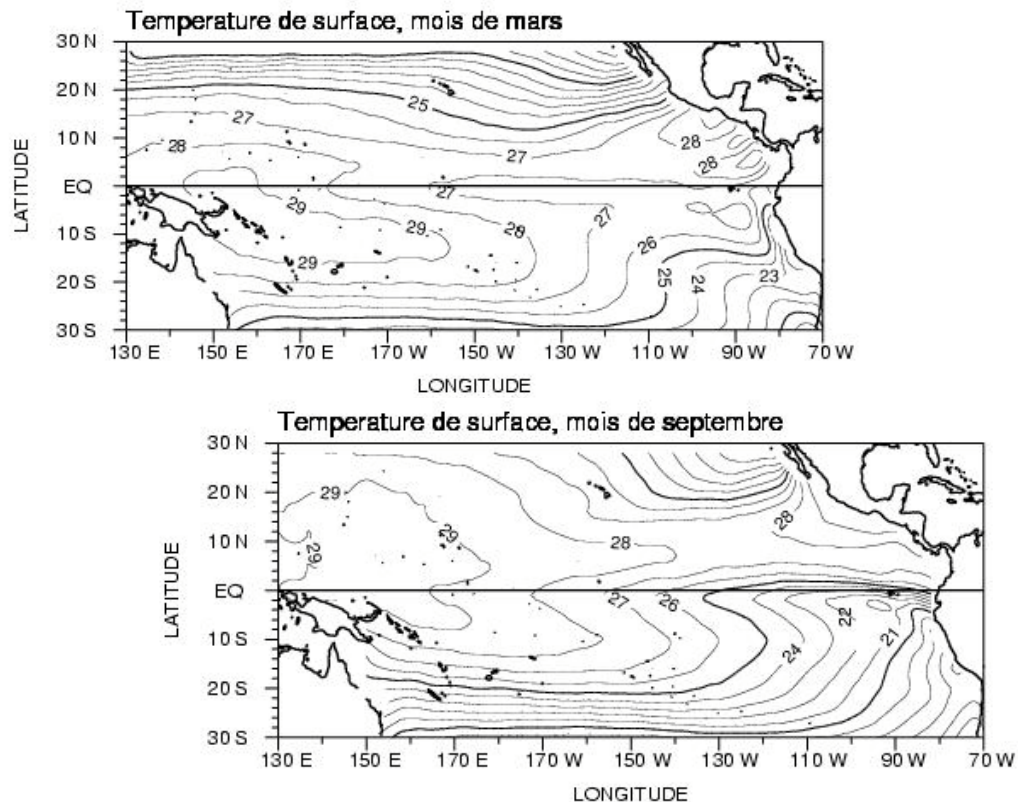 Temperature de surface, mois de mars
30 N
20 N
10 N
EQ
10 S
20 S
30 S
LATITUDE
25
27
28
27
28
28
27
29
29
28
27
29
26
25
24
23
130 E 150 E 170 E 170 W 150 W 130 W 110 W 90 W 70 W
LONGITUDE
Temperature de surface, mois de septembre
30 N
20 N
10 N
EQ
10 S
20 S
30 S
LATITUDE
29
29
29
28
28
27
26
22
21
24
130 E 150 E 170 E 170 W 150 W 130 W 110 W 90 W 70 W
LONGITUDE